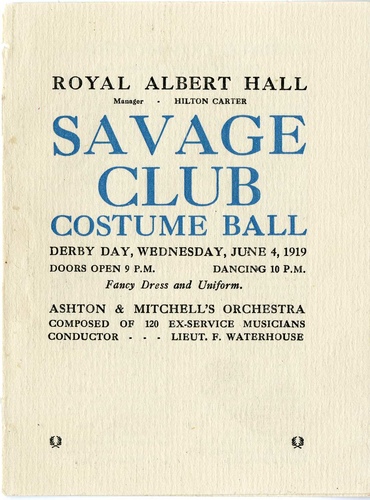 ROYAL ALBERT HALL
Manager - HILTON CARTER
SAVAGE
CLUB
COSTUME BALL
DERBY DAY, WEDNESDAY, JUNE 4, 1919
DOORS OPEN 9 P.M. DANCING 10 P.M.
Fancy Dress and Uniform.
ASHTON & MITCHELL'S ORCHESTRA
COMPOSED OF 120 EX-SERVICE MUSICIANS
CONDUCTOR - - - LIEUT. F. WATERHOUSE